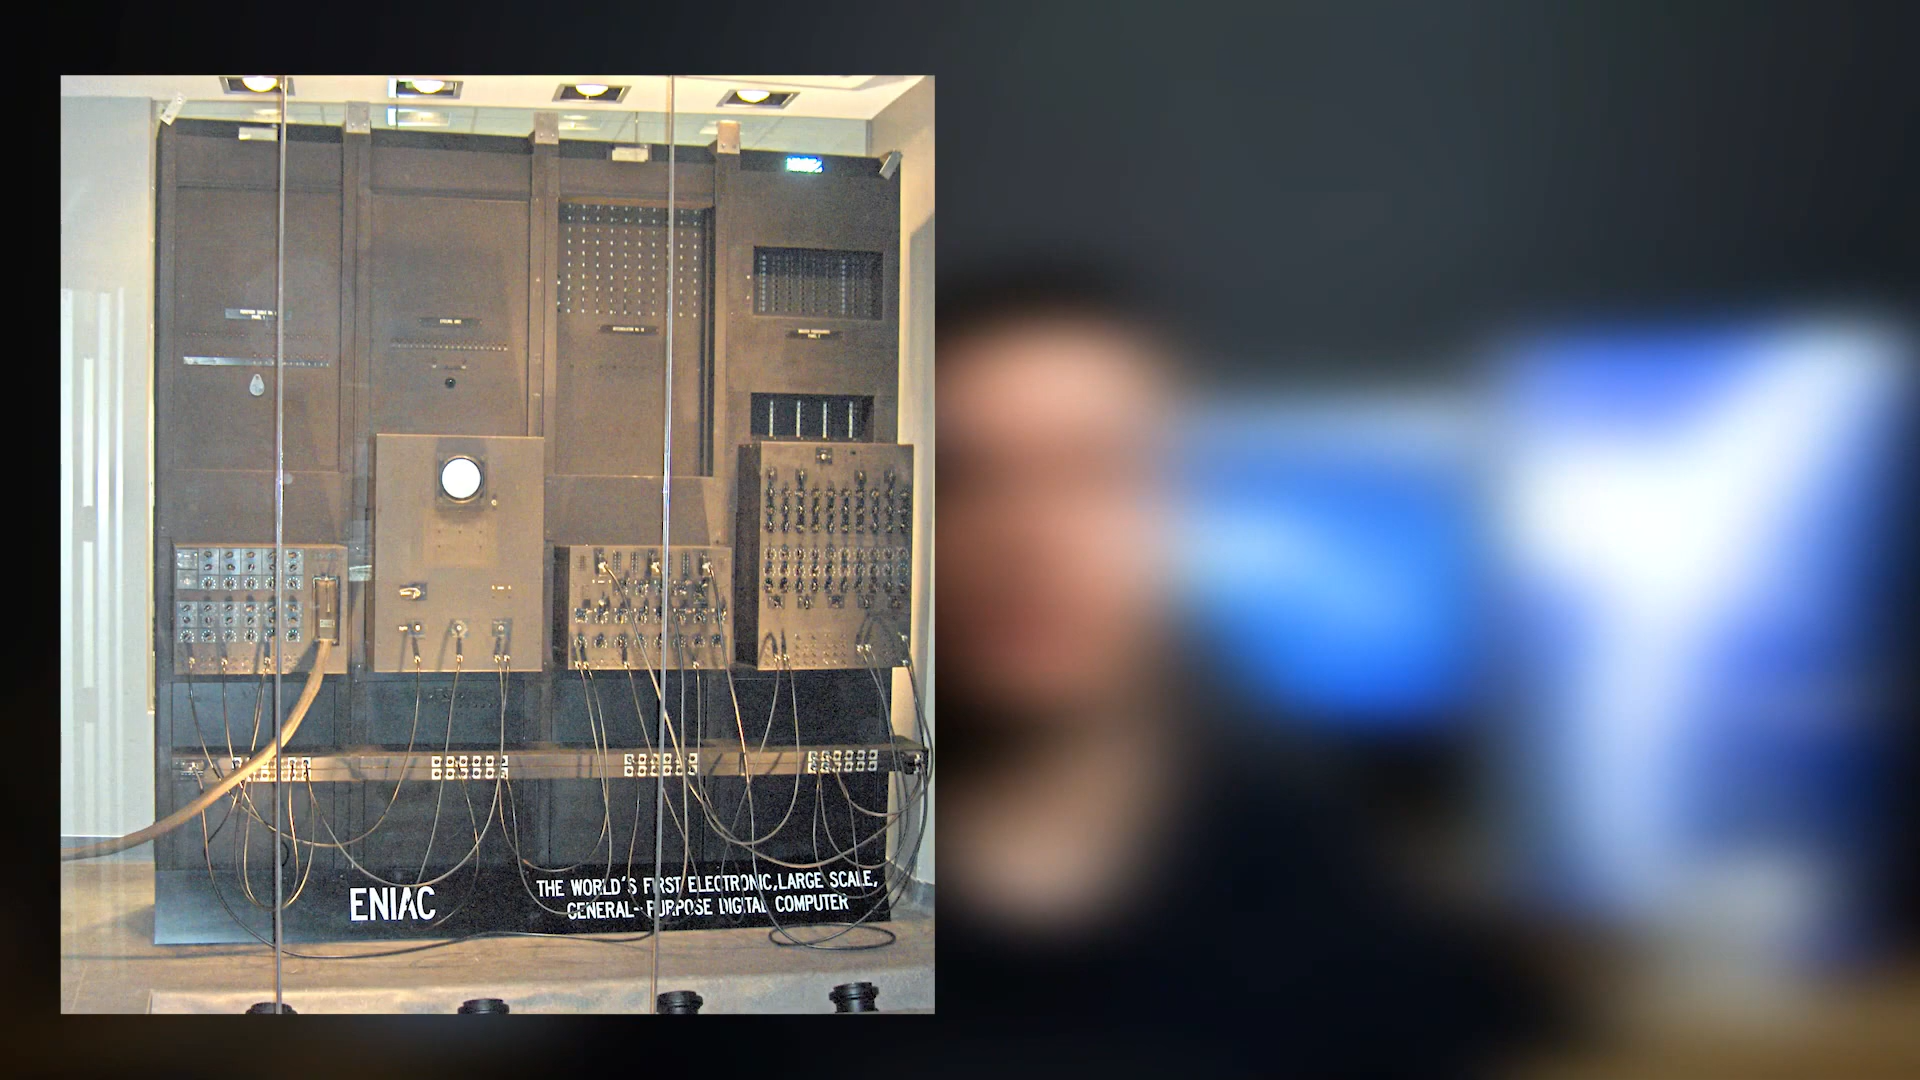 ENIAC
THE WORLD'S FIRST ELECTRONIC, LARGE SCALE,
GENERAL-PURPOSE DIGITAL COMPUTER